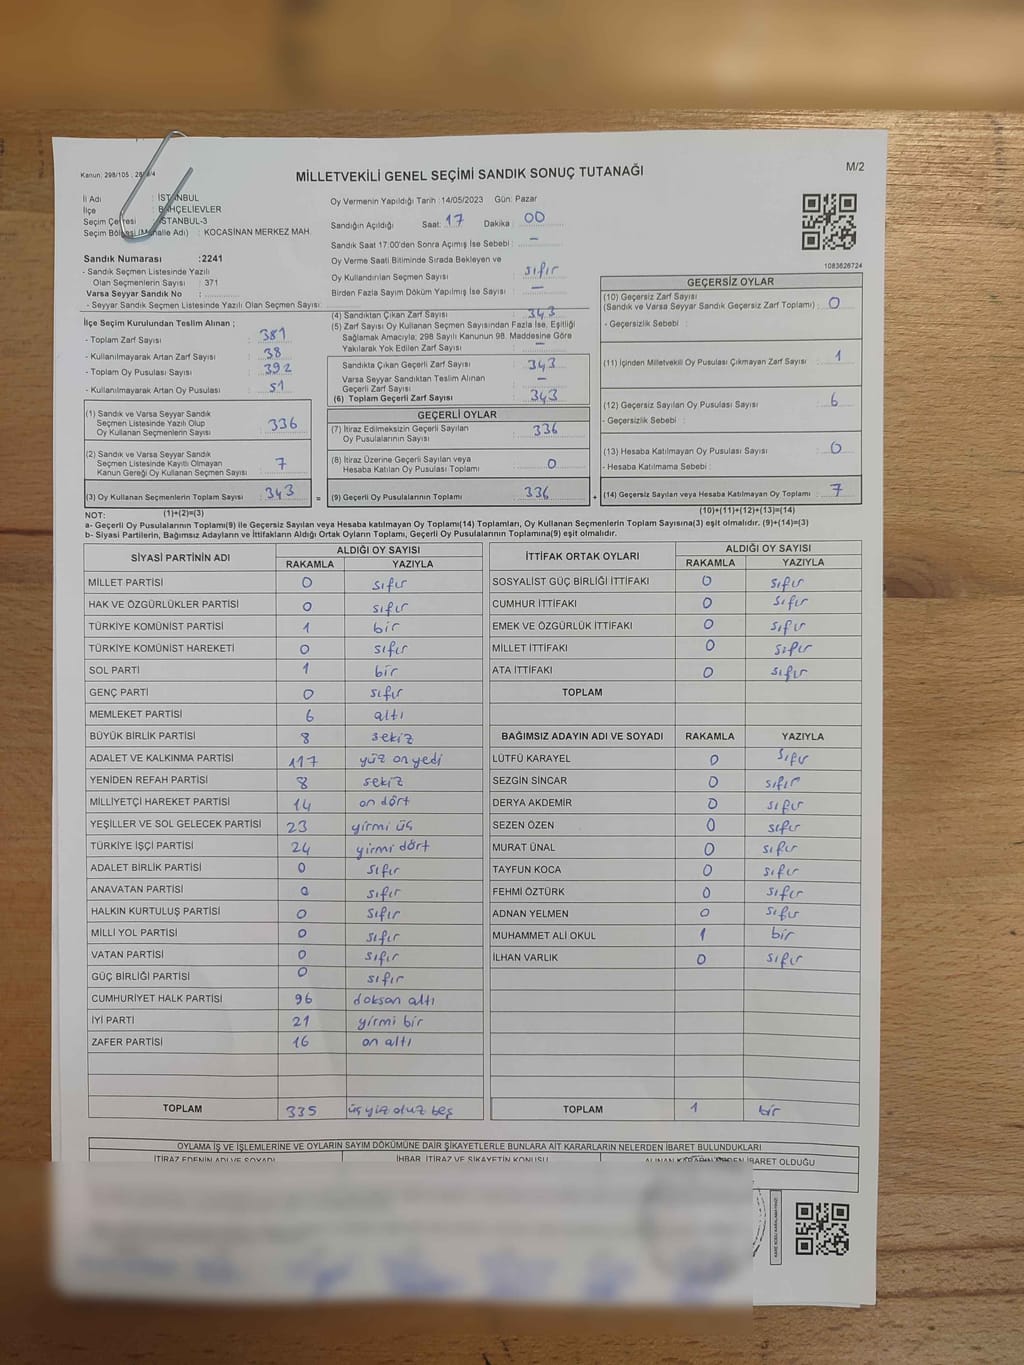 Kanun. 298/105
MİLLETVEKİLİ GENEL SEÇİMİ SANDIK SONUÇ TUTANAĞI
M/2
İl Adı : İSTANBUL
İlçe : BAHÇELİEVLER
Seçim Çevresi : İSTANBUL-3
Seçim Bölgesi (Mahalle Adı) : KOCASİNAN MERKEZ MAH.
Oy Vermenin Yapıldığı Tarih : 14/05/2023 Gün: Pazar
Sandığın Açıldığı Saat: 17 Dakika : 00
Sandık Saat 17:00'den Sonra Açımış İse Sebebi : –
Oy Verme Saati Bitiminde Sırada Bekleyen ve
Oy Kullandırılan Seçmen Sayısı : sıfır
Birden Fazla Sayım Döküm Yapılmış İse Sayısı : –
1083626724
Sandık Numarası : 2241
- Sandık Seçmen Listesinde Yazılı
Olan Seçmenlerin Sayısı : 371
Varsa Seyyar Sandık No :
- Seyyar Sandık Seçmen Listesinde Yazılı Olan Seçmen Sayısı:
İlçe Seçim Kurulundan Teslim Alınan ;
- Toplam Zarf Sayısı : 381
- Kullanılmayarak Artan Zarf Sayısı : 38
- Toplam Oy Pusulası Sayısı : 392
- Kullanılmayarak Artan Oy Pusulası : 51
(1) Sandık ve Varsa Seyyar Sandık
Seçmen Listesinde Yazılı Olup
Oy Kullanan Seçmenlerin Sayısı : 336
(2) Sandık ve Varsa Seyyar Sandık
Seçmen Listesinde Kayıtlı Olmayan
Kanun Gereği Oy Kullanan Seçmen Sayısı : 7
(3) Oy Kullanan Seçmenlerin Toplam Sayısı : 343 =
(4) Sandıktan Çıkan Zarf Sayısı : 343
(5) Zarf Sayısı Oy Kullanan Seçmen Sayısından Fazla İse, Eşitliği
Sağlamak Amacıyla; 298 Sayılı Kanunun 98. Maddesine Göre
Yakılarak Yok Edilen Zarf Sayısı : –
Sandıkta Çıkan Geçerli Zarf Sayısı : 343
Varsa Seyyar Sandıktan Teslim Alınan
Geçerli Zarf Sayısı : –
(6) Toplam Geçerli Zarf Sayısı : 343
GEÇERLİ OYLAR
(7) İtiraz Edilmeksizin Geçerli Sayılan
Oy Pusulalarının Sayısı : 336
(8) İtiraz Üzerine Geçerli Sayılan veya
Hesaba Katılan Oy Pusulası Toplamı : 0
(9) Geçerli Oy Pusulalarının Toplamı : 336 +
GEÇERSİZ OYLAR
(10) Geçersiz Zarf Sayısı
(Sandık ve Varsa Seyyar Sandık Geçersiz Zarf Toplamı) : 0
- Geçersizlik Sebebi :
(11) İçinden Milletvekili Oy Pusulası Çıkmayan Zarf Sayısı : 1
(12) Geçersiz Sayılan Oy Pusulası Sayısı : 6
- Geçersizlik Sebebi :
(13) Hesaba Katılmayan Oy Pusulası Sayısı : 0
- Hesaba Katılmama Sebebi :
(14) Geçersiz Sayılan veya Hesaba Katılmayan Oy Toplamı : 7
NOT: (1)+(2)=(3) (10)+(11)+(12)+(13)=(14)
a- Geçerli Oy Pusulalarının Toplamı(9) ile Geçersiz Sayılan veya Hesaba katılmayan Oy Toplamı(14) Toplamları, Oy Kullanan Seçmenlerin Toplam Sayısına(3) eşit olmalıdır. (9)+(14)=(3)
b- Siyasi Partilerin, Bağımsız Adayların ve İttifakların Aldığı Ortak Oyların Toplamı, Geçerli Oy Pusulalarının Toplamına(9) eşit olmalıdır.
SİYASİ PARTİNİN ADI ALDIĞI OY SAYISI
RAKAMLA YAZIYLA
MİLLET PARTİSİ 0 sıfır
HAK VE ÖZGÜRLÜKLER PARTİSİ 0 sıfır
TÜRKİYE KOMÜNİST PARTİSİ 1 bir
TÜRKİYE KOMÜNİST HAREKETİ 0 sıfır
SOL PARTİ 1 bir
GENÇ PARTİ 0 sıfır
MEMLEKET PARTİSİ 6 altı
BÜYÜK BİRLİK PARTİSİ 8 sekiz
ADALET VE KALKINMA PARTİSİ 117 yüz on yedi
YENİDEN REFAH PARTİSİ 8 sekiz
MİLLİYETÇİ HAREKET PARTİSİ 14 on dört
YEŞİLLER VE SOL GELECEK PARTİSİ 23 yirmi üç
TÜRKİYE İŞÇİ PARTİSİ 24 yirmi dört
ADALET BİRLİK PARTİSİ 0 sıfır
ANAVATAN PARTİSİ 0 sıfır
HALKIN KURTULUŞ PARTİSİ 0 sıfır
MİLLİ YOL PARTİSİ 0 sıfır
VATAN PARTİSİ 0 sıfır
GÜÇ BİRLİĞİ PARTİSİ 0 sıfır
CUMHURİYET HALK PARTİSİ 96 doksan altı
İYİ PARTİ 21 yirmi bir
ZAFER PARTİSİ 16 on altı
TOPLAM 335 üç yüz otuz beş
İTTİFAK ORTAK OYLARI ALDIĞI OY SAYISI
RAKAMLA YAZIYLA
SOSYALİST GÜÇ BİRLİĞİ İTTİFAKI 0 sıfır
CUMHUR İTTİFAKI 0 sıfır
EMEK VE ÖZGÜRLÜK İTTİFAKI 0 sıfır
MİLLET İTTİFAKI 0 sıfır
ATA İTTİFAKI 0 sıfır
TOPLAM
BAĞIMSIZ ADAYIN ADI VE SOYADI RAKAMLA YAZIYLA
LÜTFÜ KARAYEL 0 sıfır
SEZGİN SİNCAR 0 sıfır
DERYA AKDEMİR 0 sıfır
SEZEN ÖZEN 0 sıfır
MURAT ÜNAL 0 sıfır
TAYFUN KOCA 0 sıfır
FEHMİ ÖZTÜRK 0 sıfır
ADNAN YELMEN 0 sıfır
MUHAMMET ALİ OKUL 1 bir
İLHAN VARLIK 0 sıfır
TOPLAM 1 bir
OYLAMA İŞ VE İŞLEMLERİNE VE OYLARIN SAYIM DÖKÜMÜNE DAİR ŞİKAYETLERLE BUNLARA AİT KARARLARIN NELERDEN İBARET BULUNDUKLARI
İTİRAZ EDENİN ADI VE SOYADI İHBAR, İTİRAZ VE ŞİKAYETİN KONUSU ALINAN KARARIN NEDEN İBARET OLDUĞU